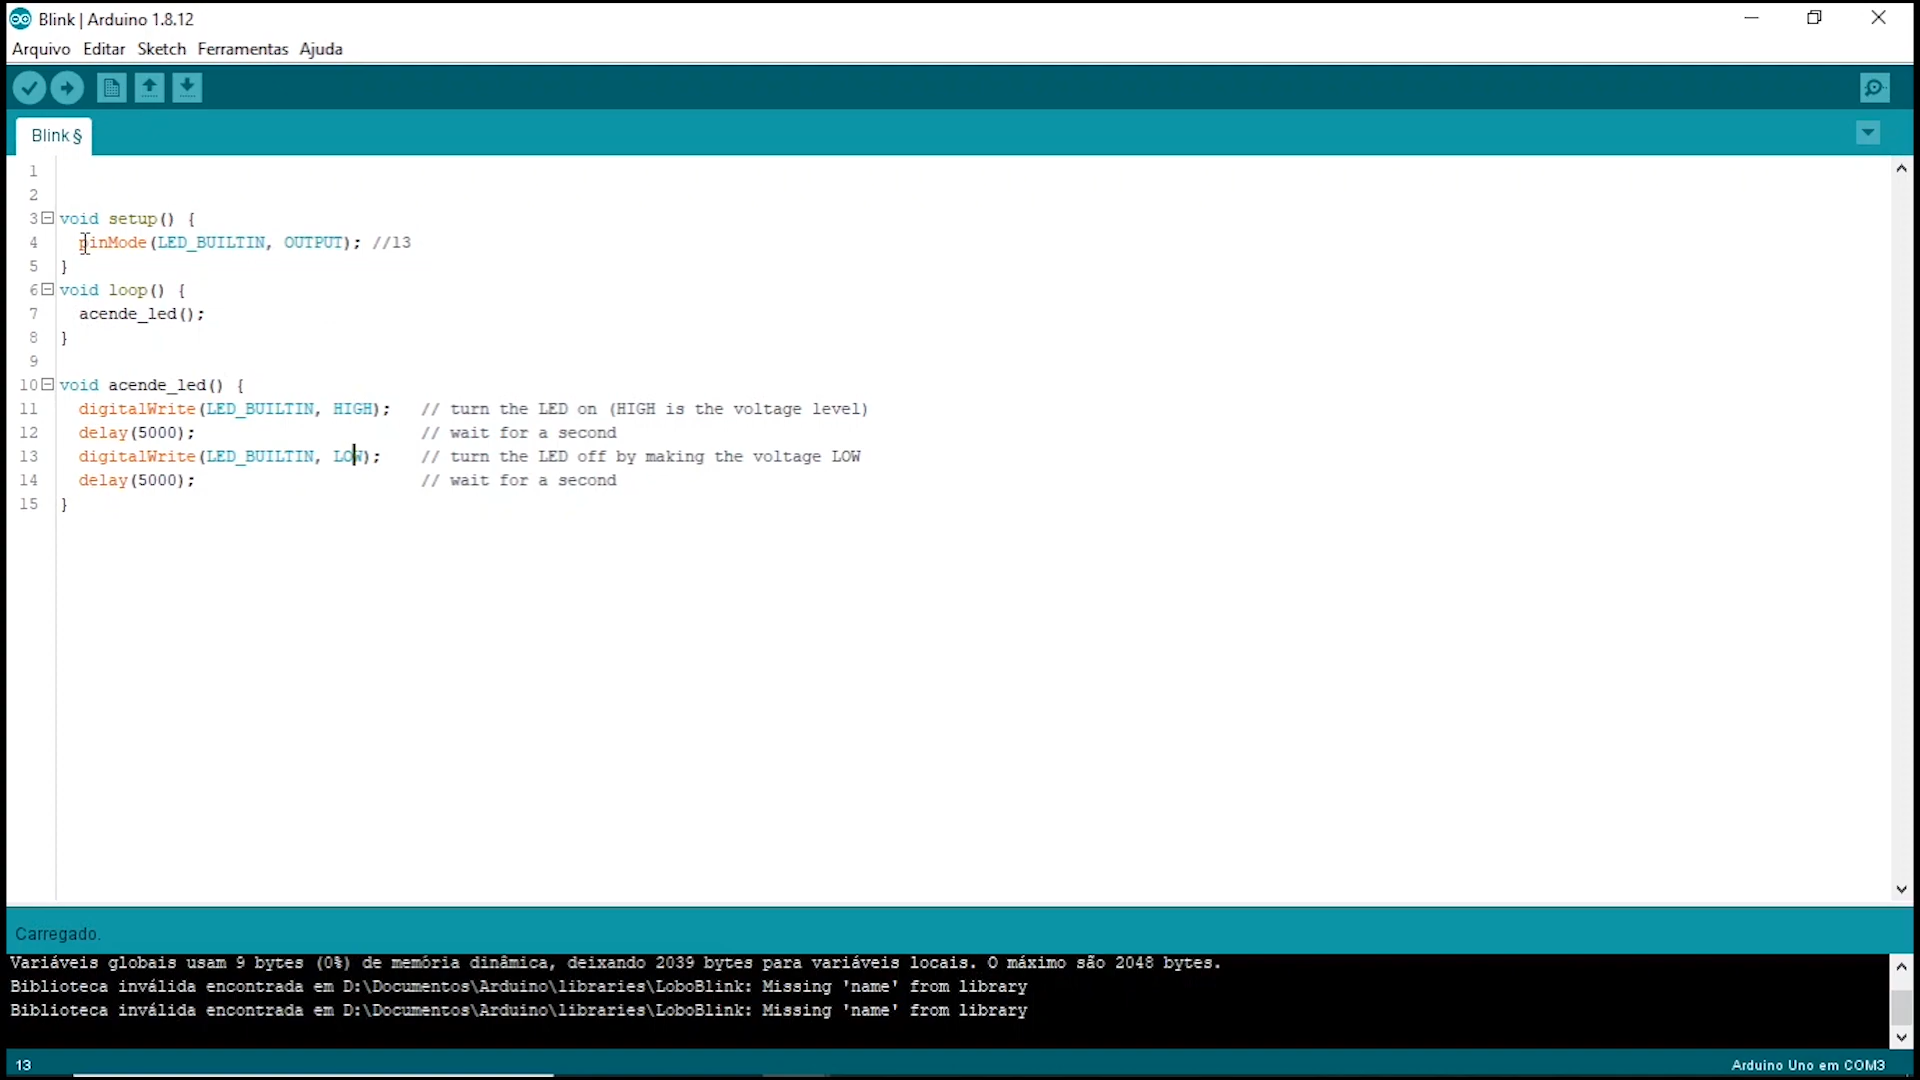 Blink | Arduino 1.8.12
Arquivo Editar Sketch Ferramentas Ajuda
Blink §
1
2
3 void setup() {
4 pinMode(LED_BUILTIN, OUTPUT); //13
5 }
6 void loop() {
7 acende_led();
8 }
9
10 void acende_led() {
11 digitalWrite(LED_BUILTIN, HIGH); // turn the LED on (HIGH is the voltage level)
12 delay(5000); // wait for a second
13 digitalWrite(LED_BUILTIN, LOW); // turn the LED off by making the voltage LOW
14 delay(5000); // wait for a second
15 }
Carregado.
Variáveis globais usam 9 bytes (0%) de memória dinâmica, deixando 2039 bytes para variáveis locais. O máximo são 2048 bytes.
Biblioteca inválida encontrada em D:\Documentos\Arduino\libraries\LoboBlink: Missing 'name' from library
Biblioteca inválida encontrada em D:\Documentos\Arduino\libraries\LoboBlink: Missing 'name' from library
13 Arduino Uno em COM3